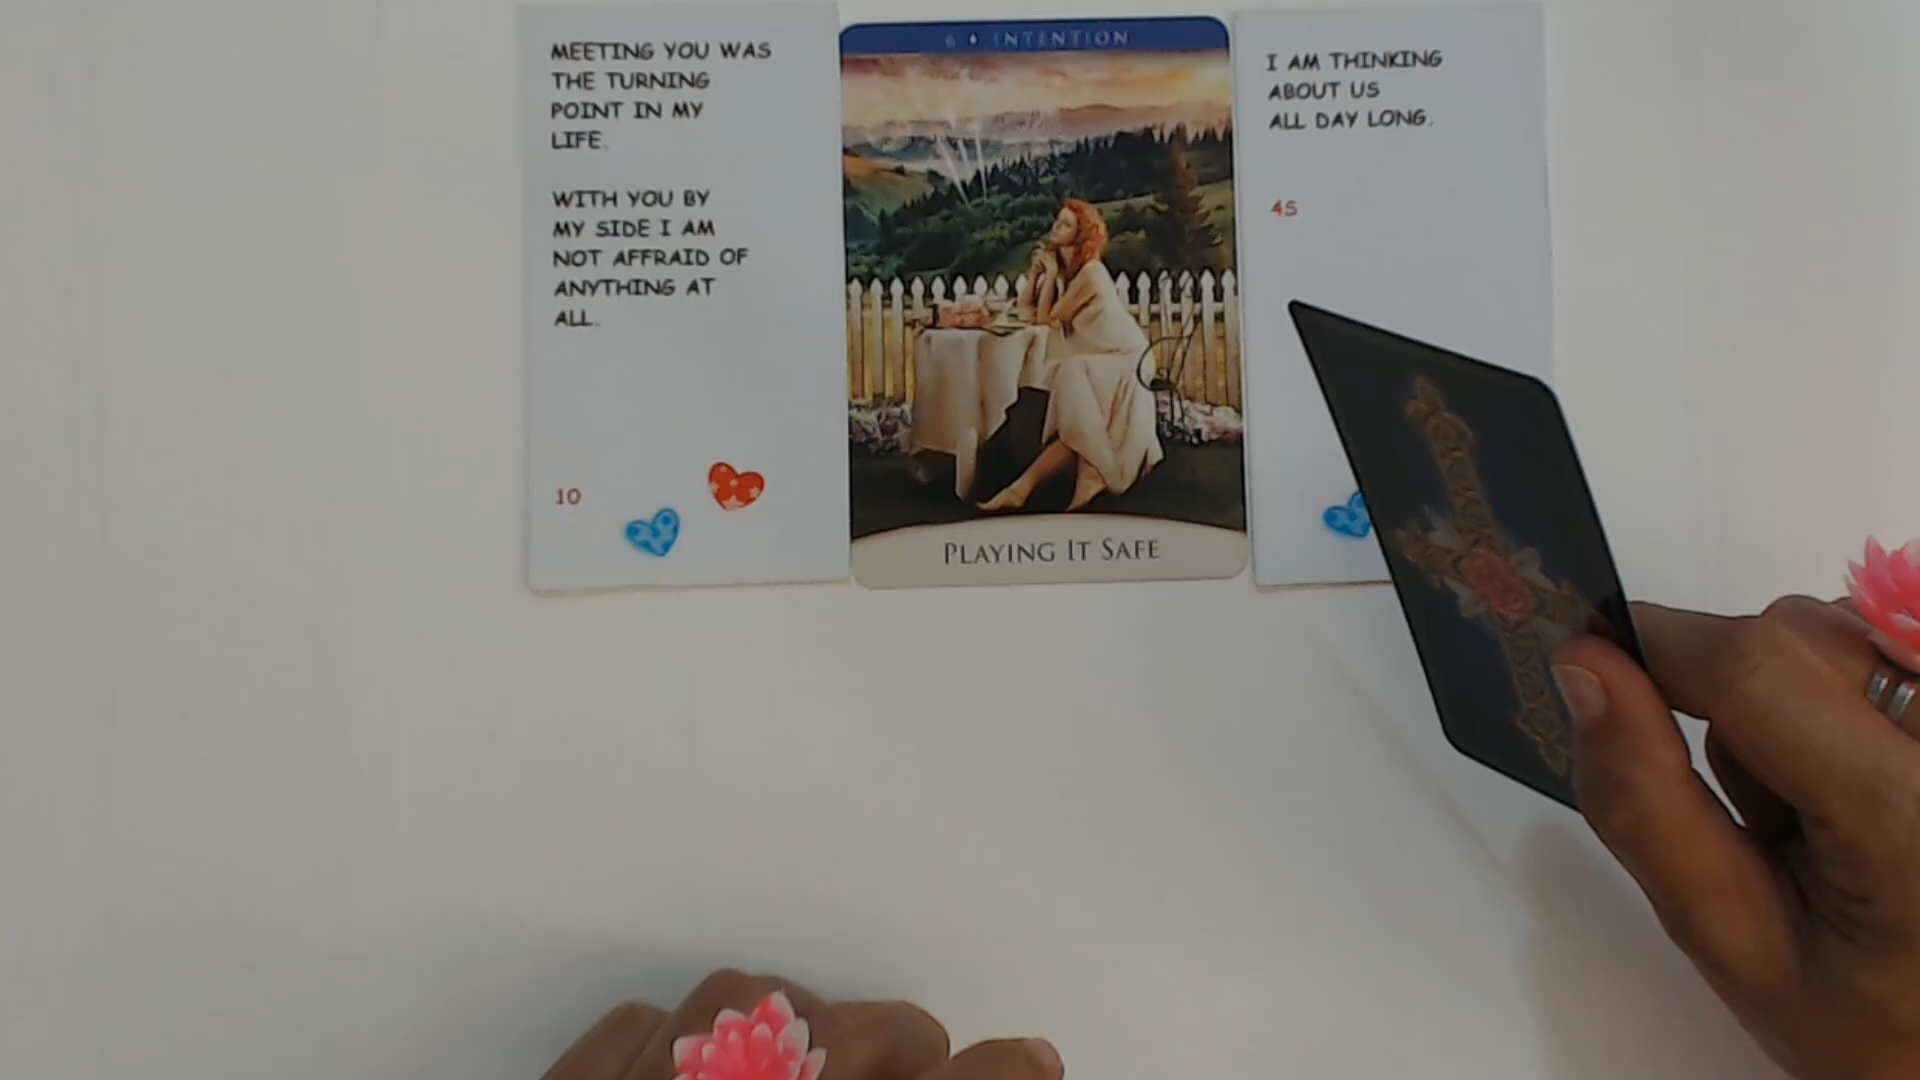 MEETING YOU WAS
THE TURNING
POINT IN MY
LIFE.
WITH YOU BY
MY SIDE I AM
NOT AFFRAID OF
ANYTHING AT
ALL.
10
6 ♦ INTENTION
PLAYING IT SAFE
I AM THINKING
ABOUT US
ALL DAY LONG.
45